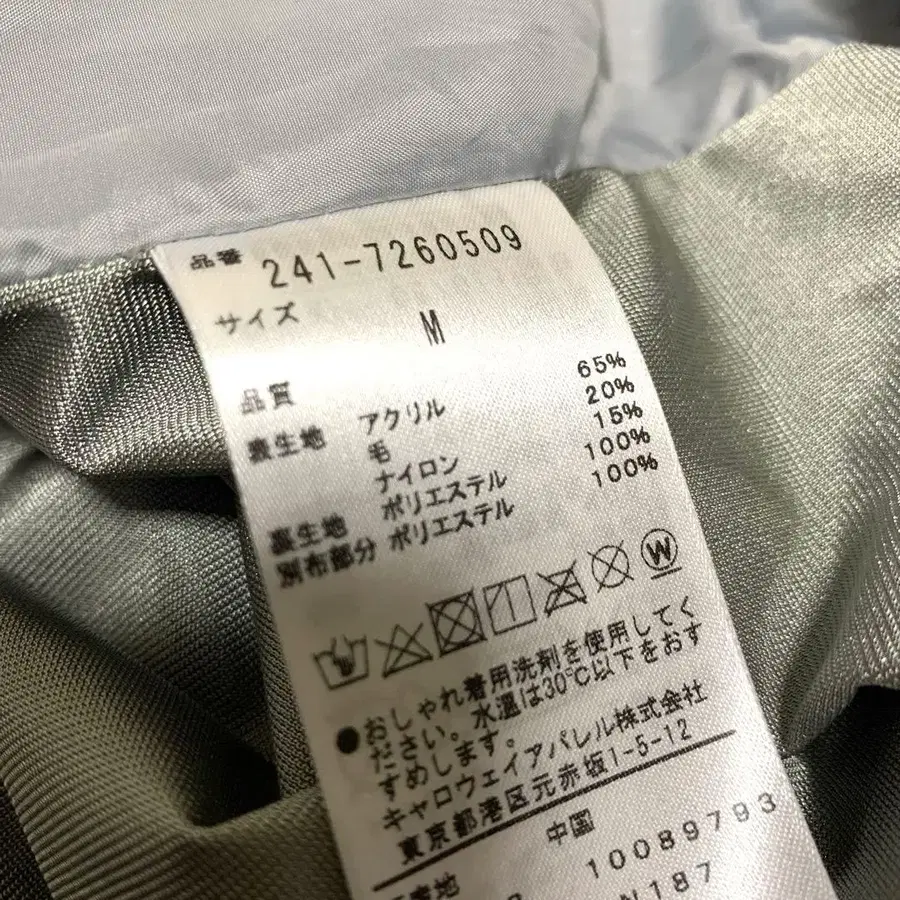 品番 241-7260509
サイズ M
品質
表生地 アクリル 65%
毛 20%
ナイロン 15%
裏生地 ポリエステル 100%
別布部分 ポリエステル 100%
W
●おしゃれ着用洗剤を使用してく
ださい。水温は30℃以下をおす
すめします。
キャロウェイアパレル株式会社
東京都港区元赤坂1-5-12
中国
10089793
N187